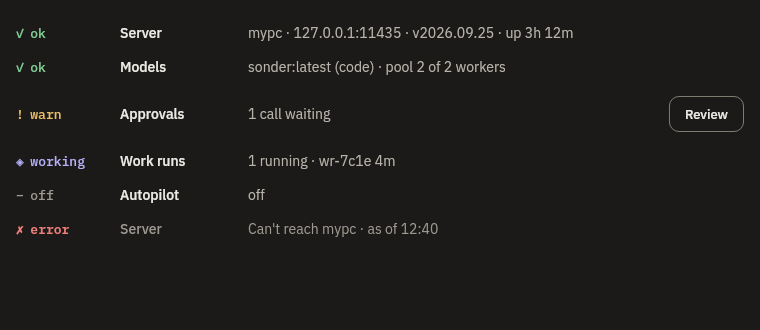 √ ok Server mypc · 127.0.0.1:11435 · v2026.09.25 · up 3h 12m
√ ok Models sonder:latest (code) · pool 2 of 2 workers
! warn Approvals 1 call waiting Review
◈ working Work runs 1 running · wr-7c1e 4m
− off Autopilot off
✗ error Server Can't reach mypc · as of 12:40